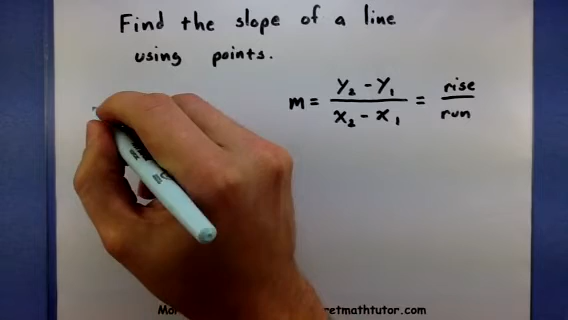 Find the slope of a line
using points.
m = y₂ - y₁ / x₂ - x₁ = rise / run